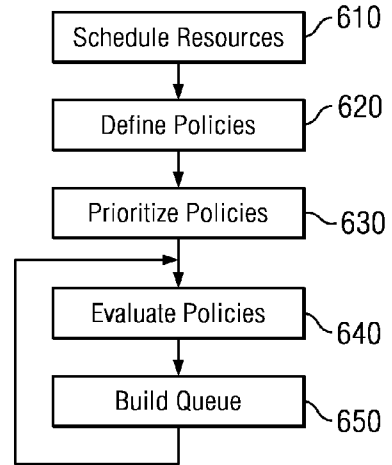 Schedule Resources
610
Define Policies
620
Prioritize Policies
630
Evaluate Policies
640
Build Queue
650